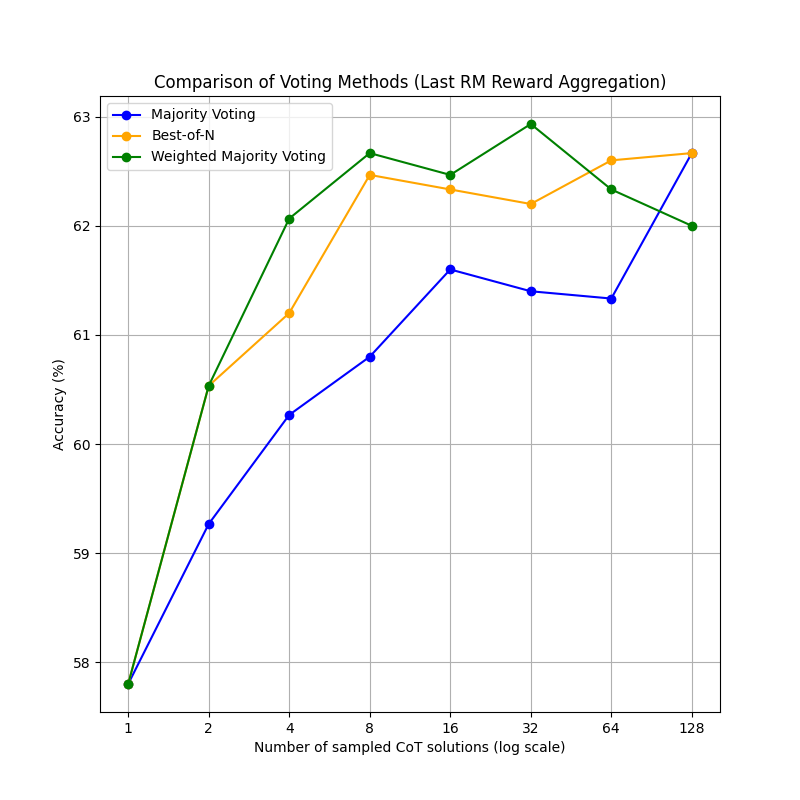 Comparison of Voting Methods (Last RM Reward Aggregation)
Majority Voting
Best-of-N
Weighted Majority Voting
63
62
61
60
59
58
Accuracy (%)
1 2 4 8 16 32 64 128
Number of sampled CoT solutions (log scale)